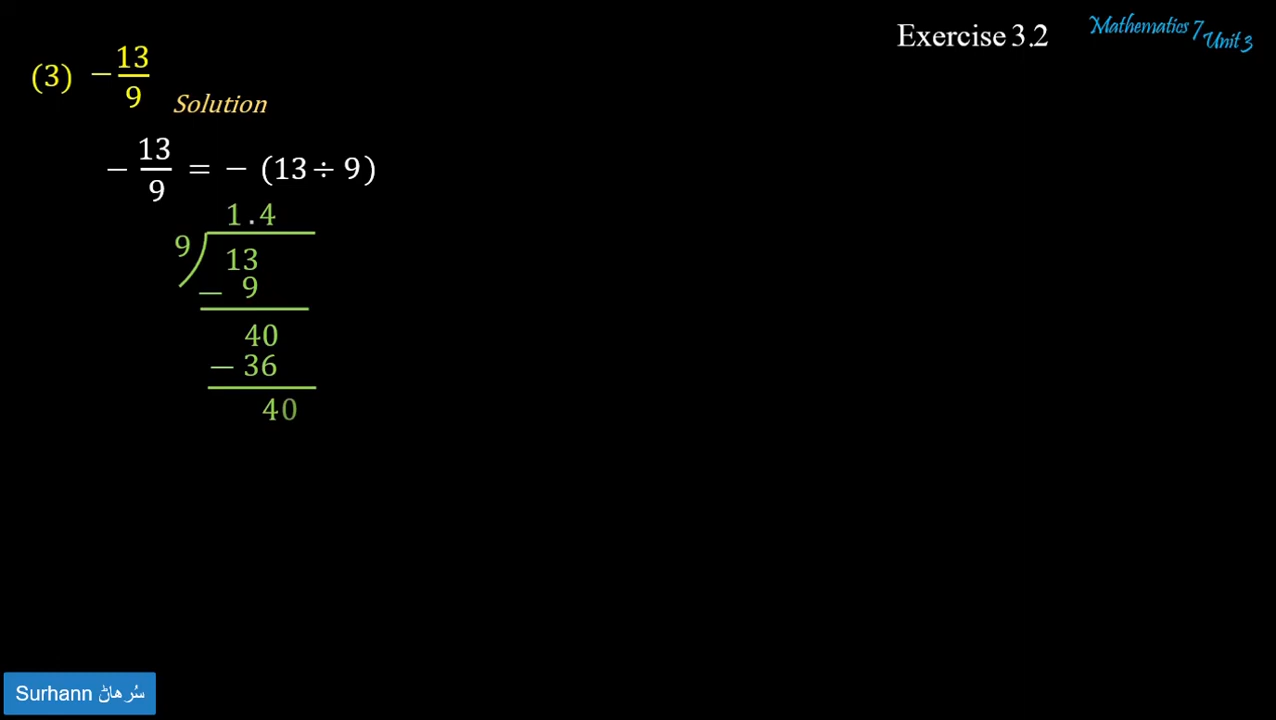 Exercise 3.2
Mathematics 7
Unit 3
(3) −13/9
Solution
−13/9 = − (13 ÷ 9)
1.4
9 13
− 9
40
− 36
40
Surhann سُرھاڻ